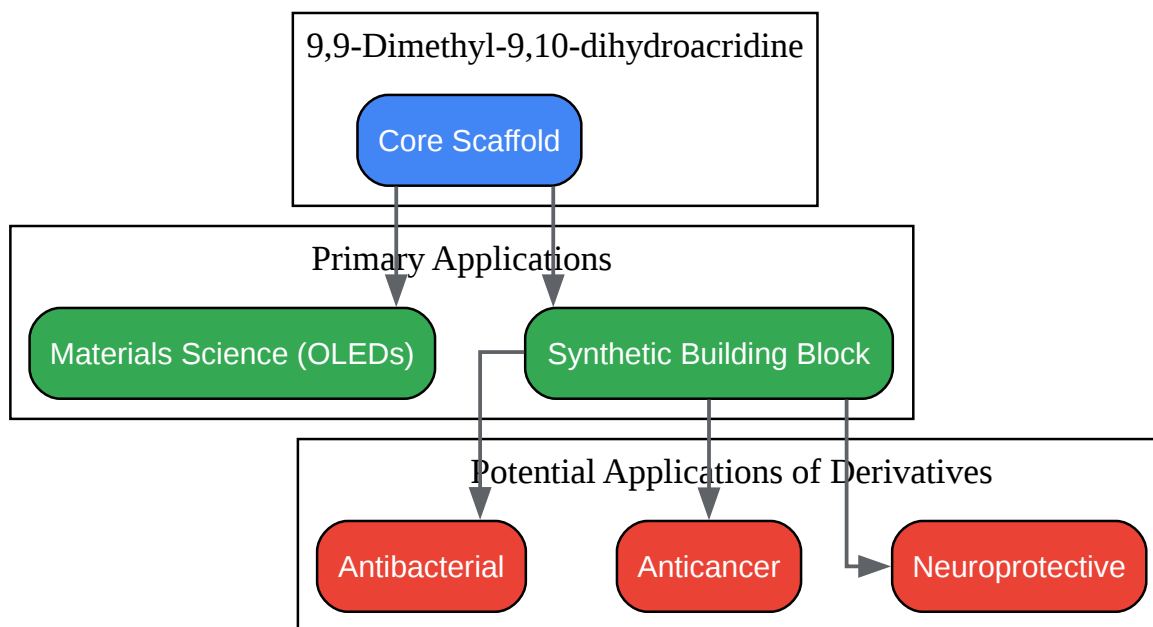 9,9-Dimethyl-9,10-dihydroacridine
Core Scaffold
Primary Applications
Materials Science (OLEDs)
Synthetic Building Block
Potential Applications of Derivatives
Antibacterial
Anticancer
Neuroprotective